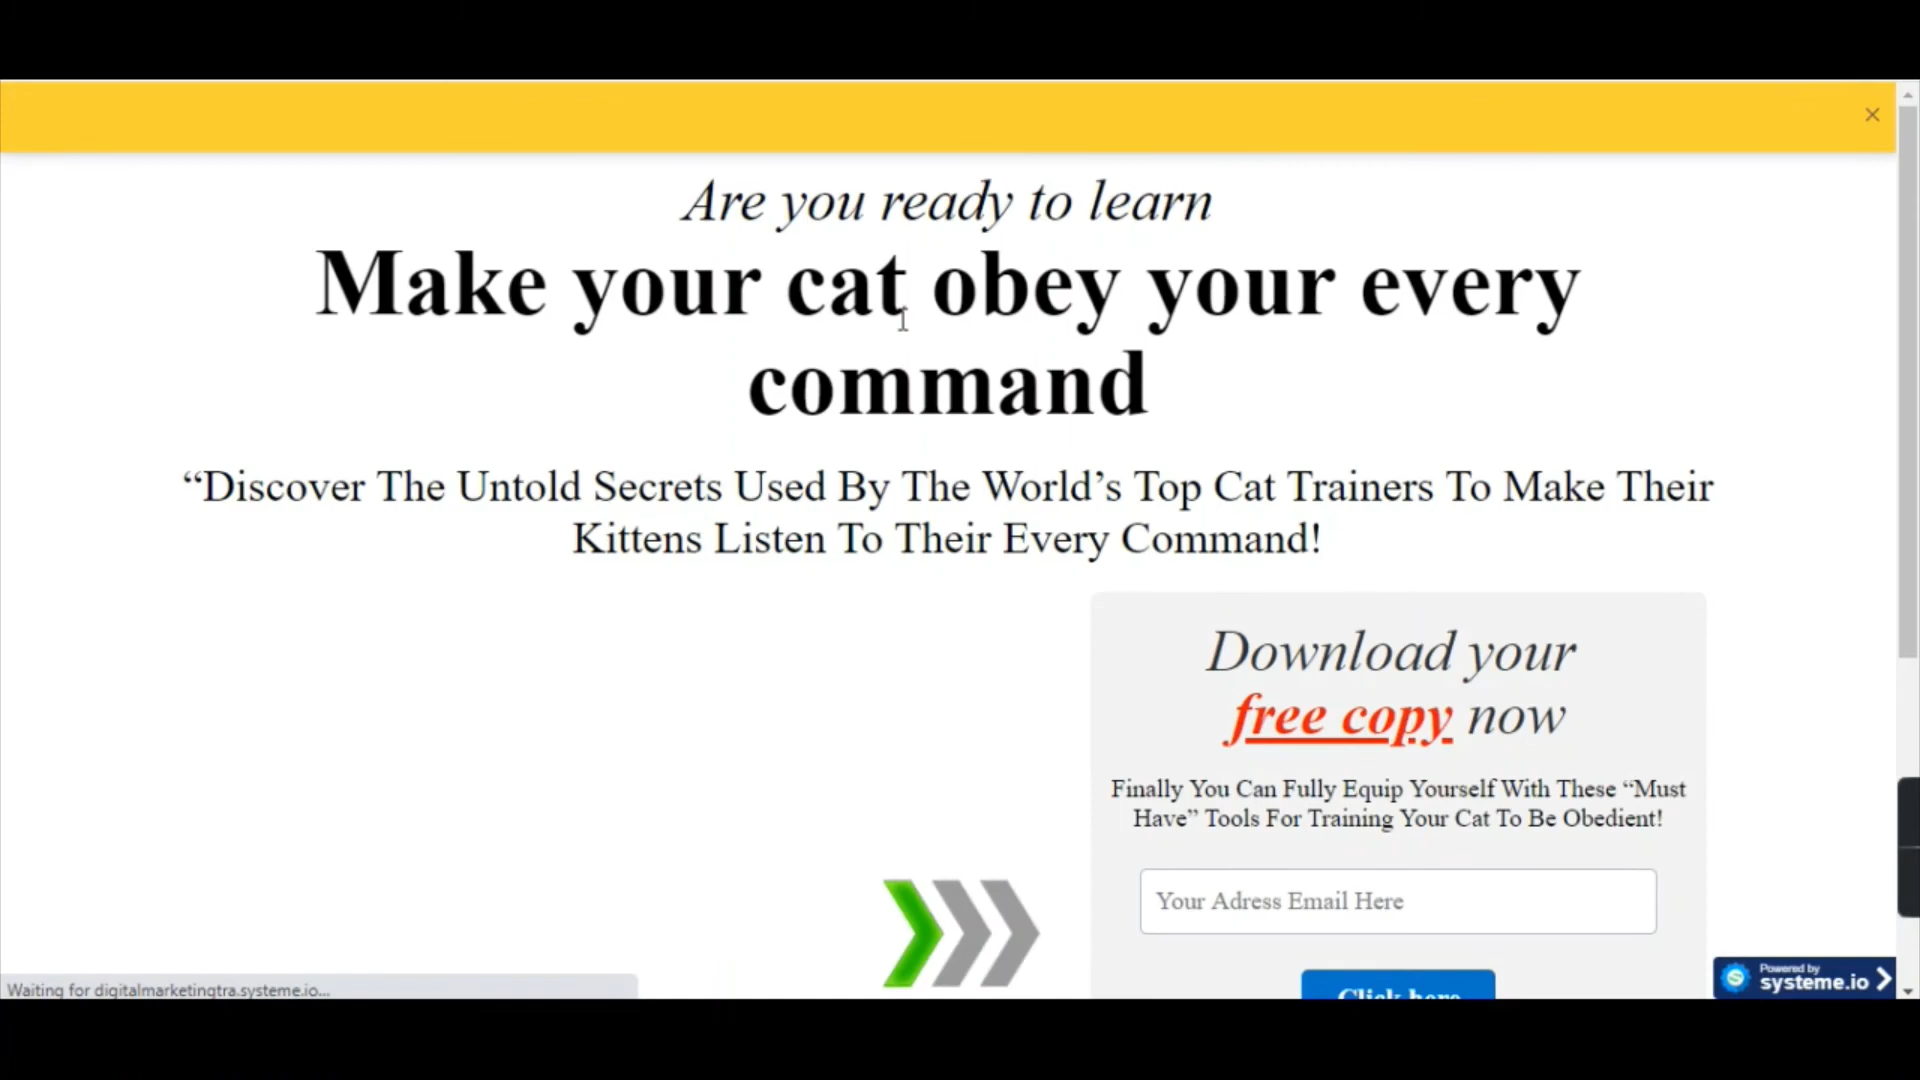 Are you ready to learn
Make your cat obey your every
command
“Discover The Untold Secrets Used By The World’s Top Cat Trainers To Make Their
Kittens Listen To Their Every Command!
Download your
free copy now
Finally You Can Fully Equip Yourself With These “Must
Have” Tools For Training Your Cat To Be Obedient!
Your Adress Email Here
Click here
Powered by
systeme.io
Waiting for digitalmarketingtra.systeme.io...